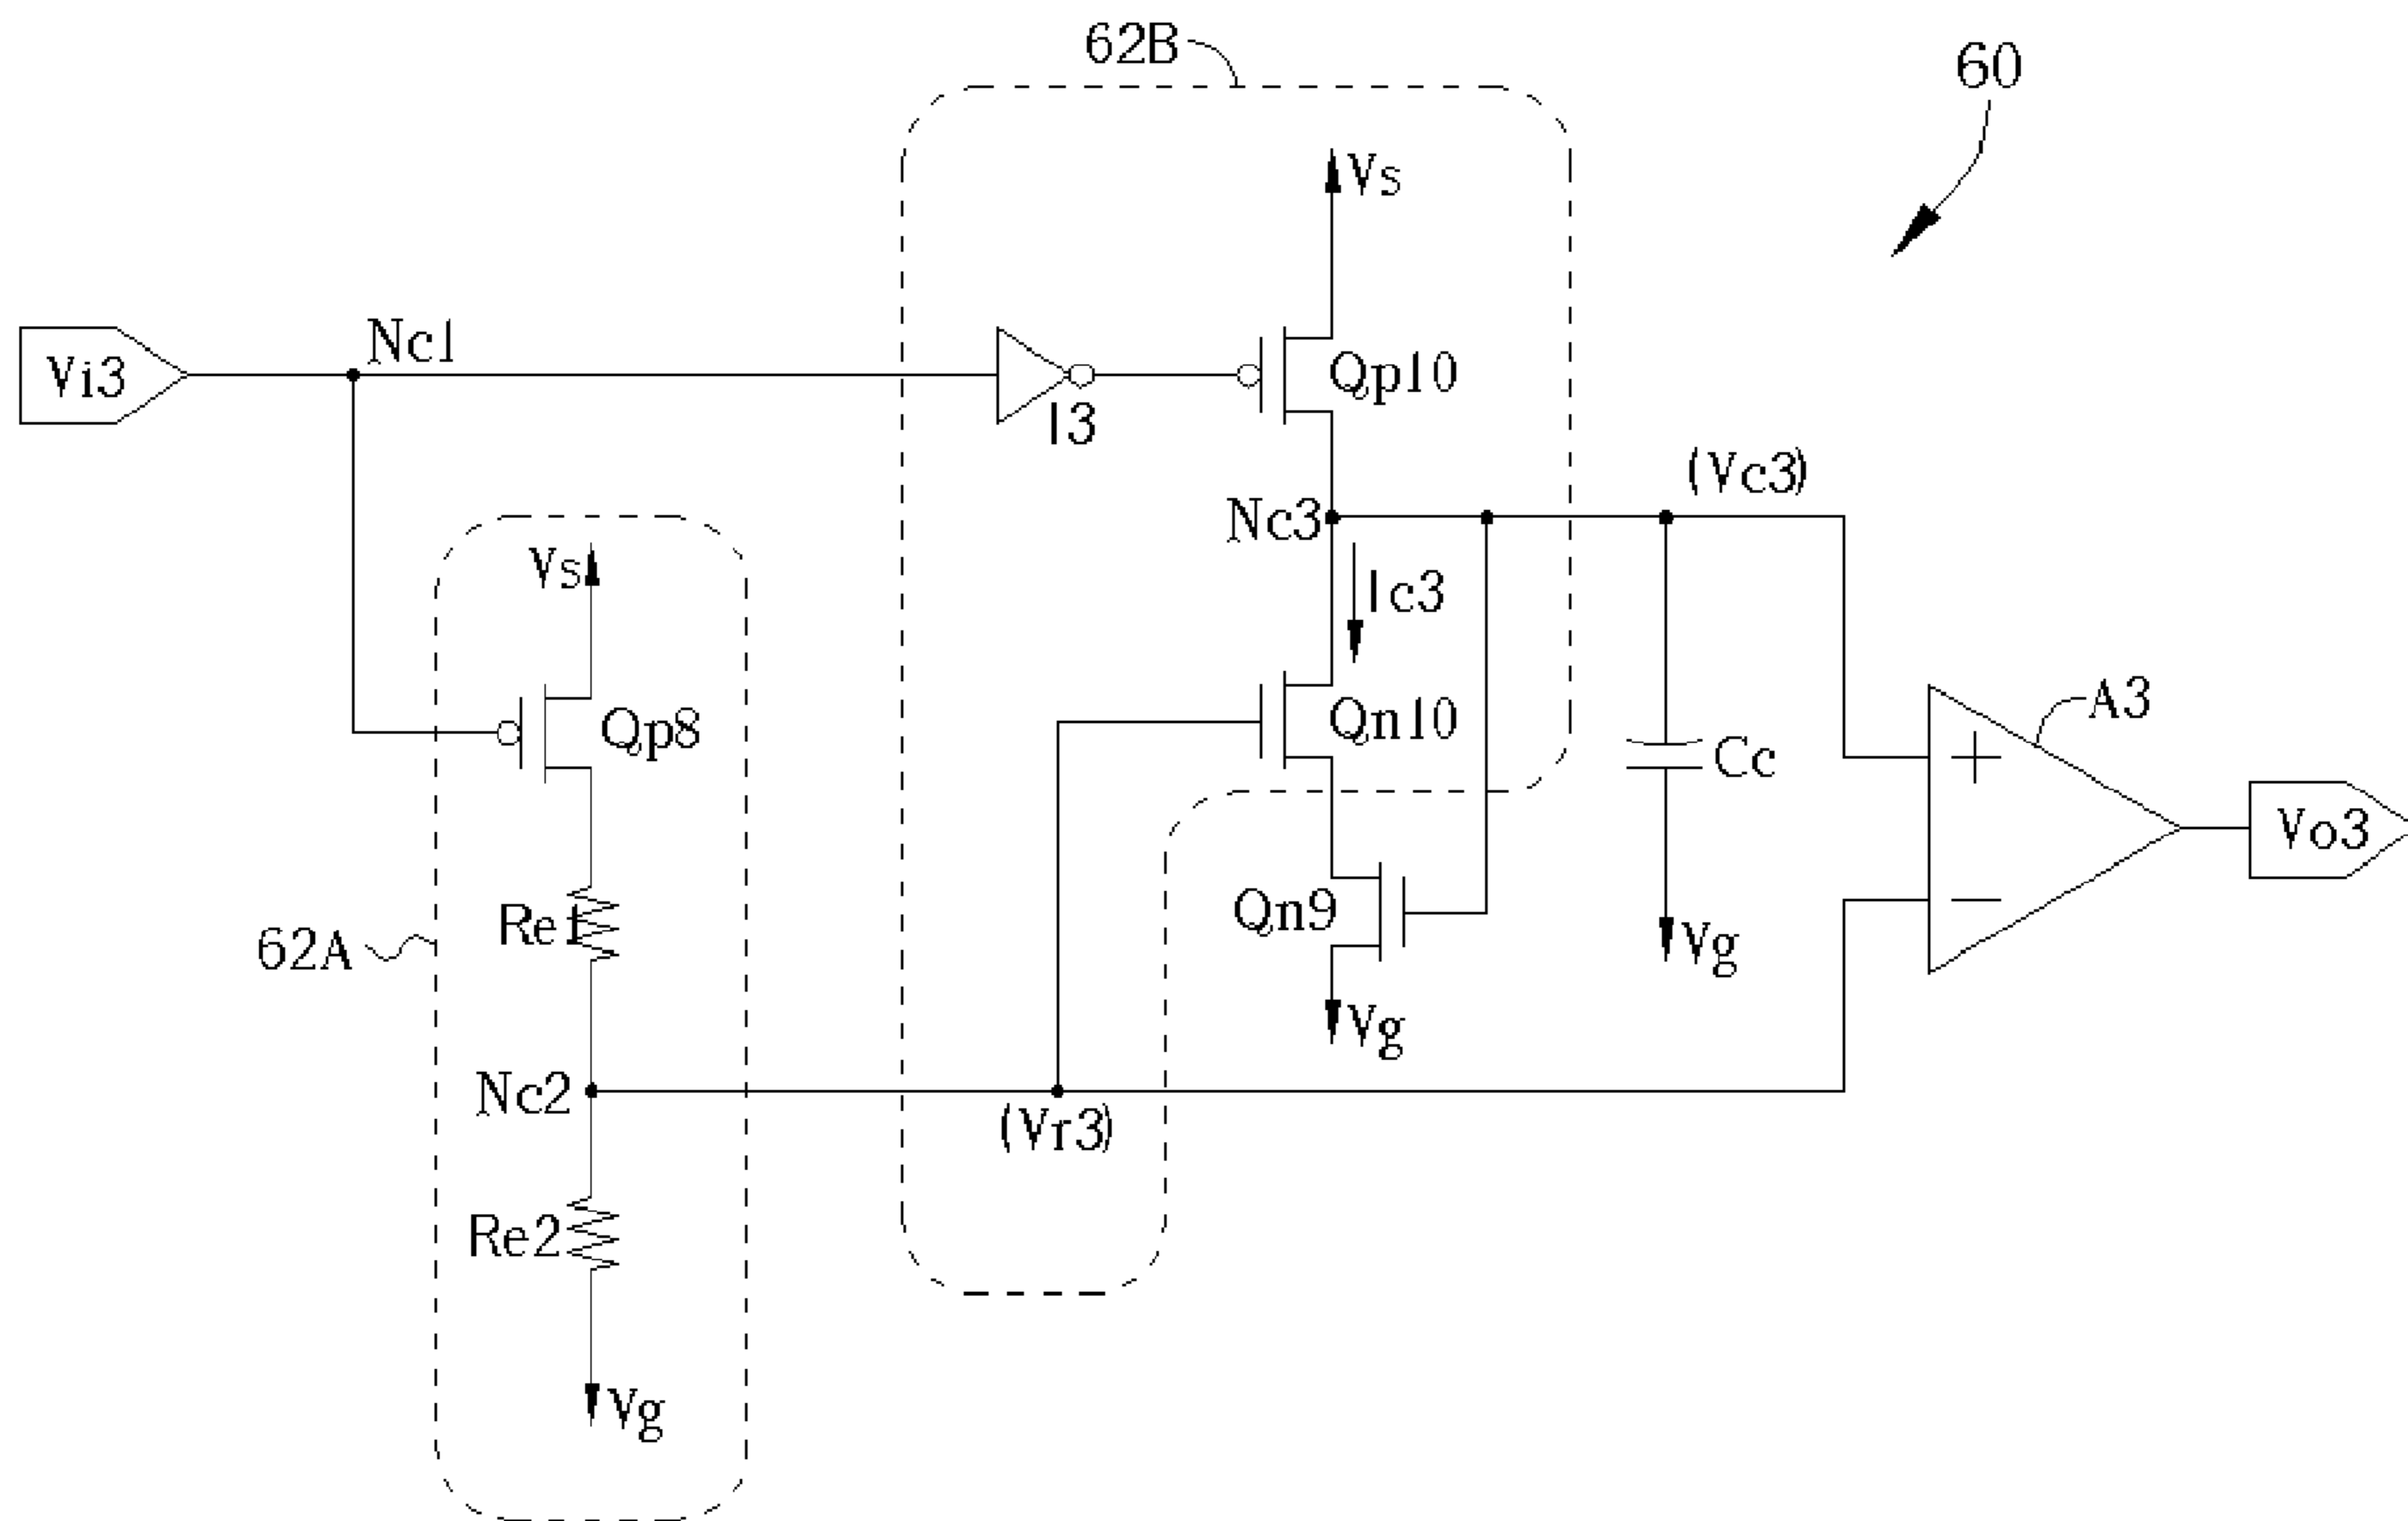 62B
60
Vs
Vi3
Nc1
Qp10
I3
(Vc3)
Nc3
Vs
Ic3
Qp8
Qn10
A3
Cc
Vo3
Re1
Qn9
62A
Vg
Vg
Nc2
(Vr3)
Re2
Vg